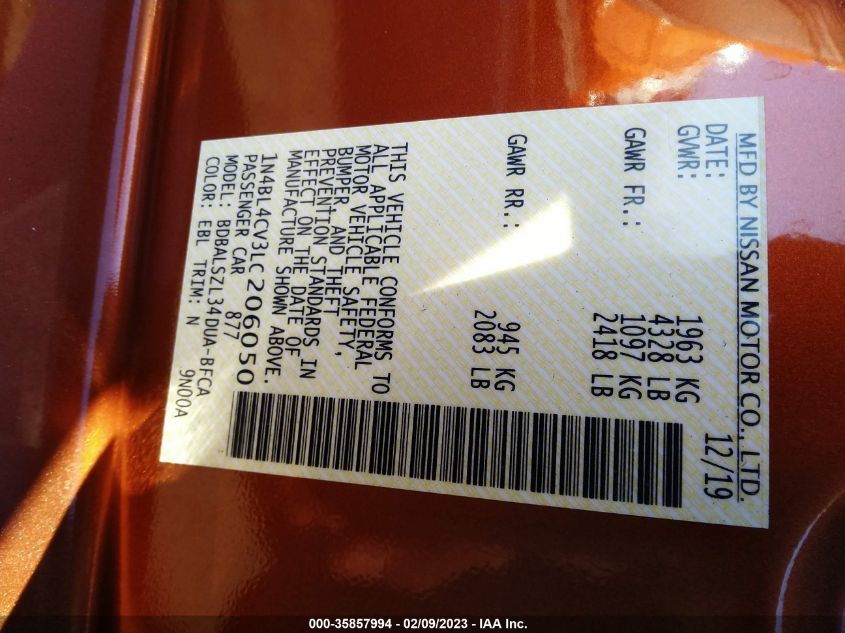 MFD BY NISSAN MOTOR CO., LTD.
DATE: 12/19
GVWR: 1963 KG
4328 LB
GAWR FR.: 1097 KG
2418 LB
GAWR RR.: 945 KG
2083 LB
THIS VEHICLE CONFORMS TO
ALL APPLICABLE FEDERAL
MOTOR VEHICLE SAFETY,
BUMPER AND THEFT
PREVENTION STANDARDS IN
EFFECT ON THE DATE OF
MANUFACTURE SHOWN ABOVE.
1N4BL4CV3LC206050
PASSENGER CAR 877
MODEL: BDBALSZL34DUA-BFCA
COLOR: EBL TRIM: N 9N00A
000-35857994 - 02/09/2023 - IAA Inc.